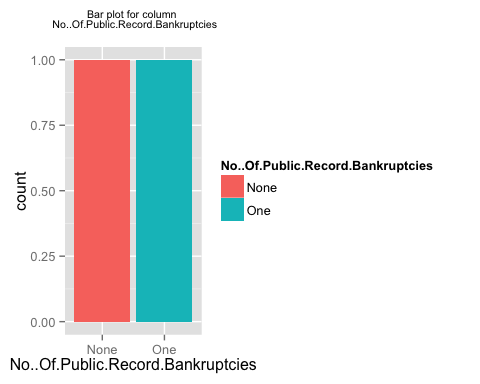 Bar plot for column
No..Of.Public.Record.Bankruptcies
1.00
0.75
0.50
0.25
0.00
count
None
One
No..Of.Public.Record.Bankruptcies
No..Of.Public.Record.Bankruptcies
None
One